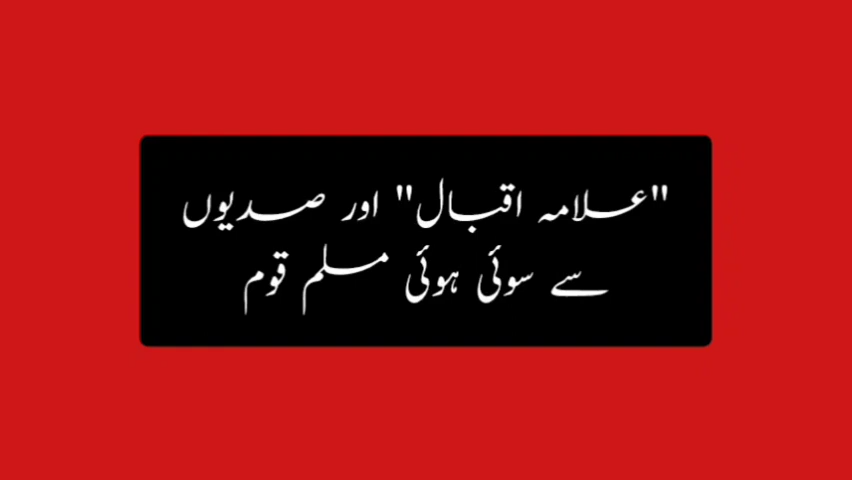 "علامہ اقبال" اور صدیوں
سے سوئی ہوئی مسلم قوم